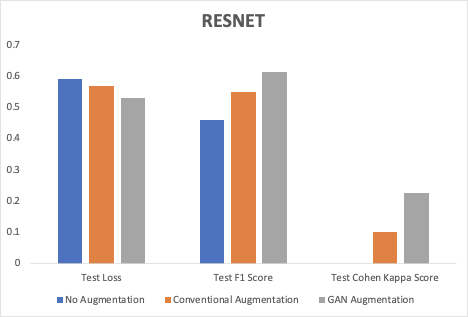 RESNET
0.7
0.6
0.5
0.4
0.3
0.2
0.1
0
Test Loss Test F1 Score Test Cohen Kappa Score
No Augmentation Conventional Augmentation GAN Augmentation